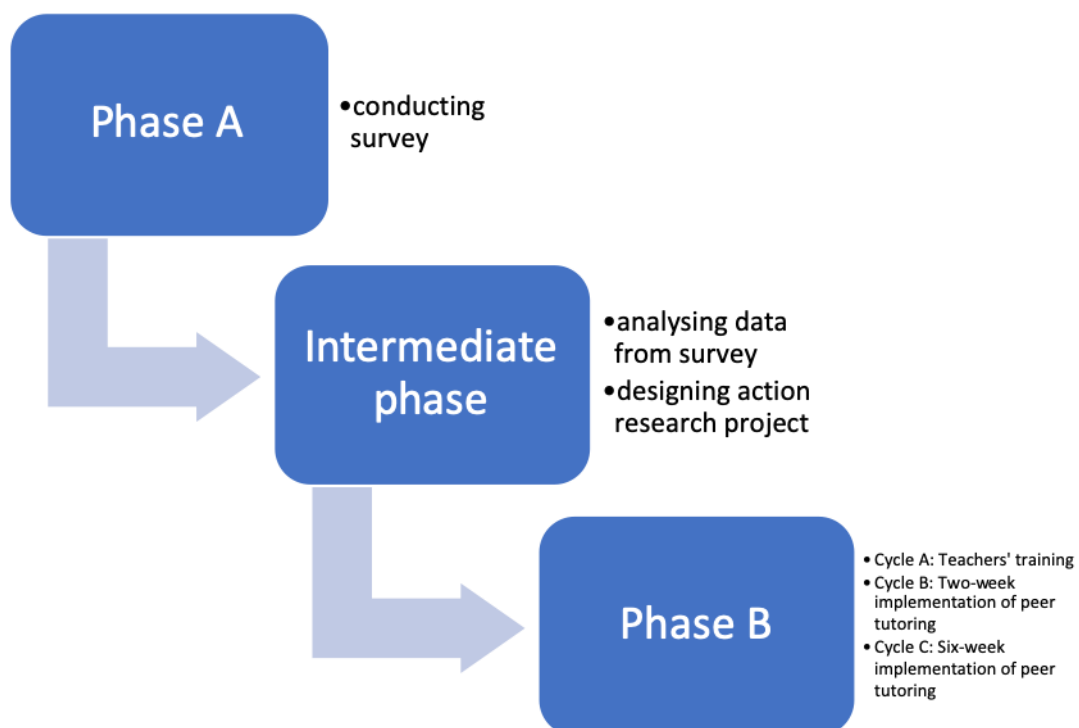 Phase A
•conducting
survey
Intermediate
phase
•analysing data
from survey
•designing action
research project
Phase B
• Cycle A: Teachers' training
• Cycle B: Two-week
implementation of peer
tutoring
• Cycle C: Six-week
implementation of peer
tutoring